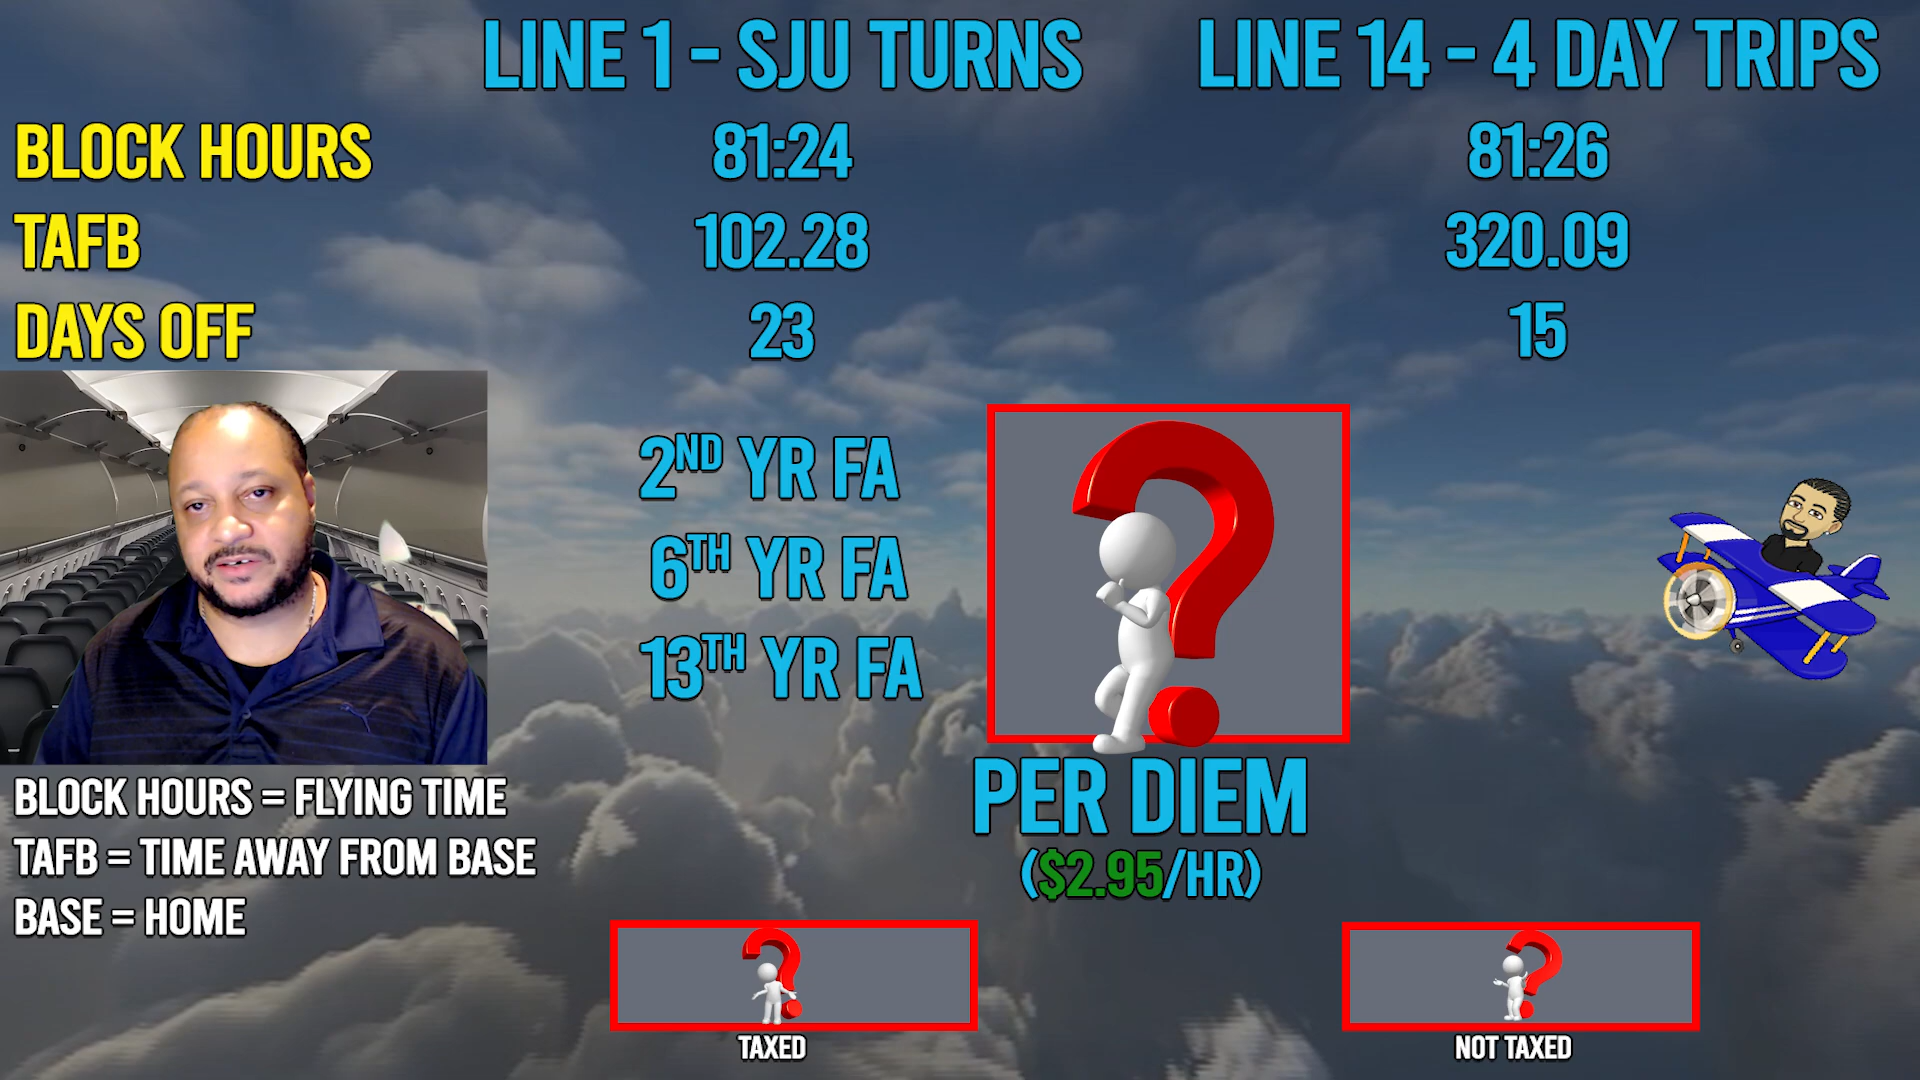 LINE 1 - SJU TURNS
LINE 14 - 4 DAY TRIPS
BLOCK HOURS
81:24
81:26
TAFB
102.28
320.09
DAYS OFF
23
15
2ND YR FA
6TH YR FA
13TH YR FA
PER DIEM
($2.95/HR)
BLOCK HOURS = FLYING TIME
TAFB = TIME AWAY FROM BASE
BASE = HOME
TAXED
NOT TAXED